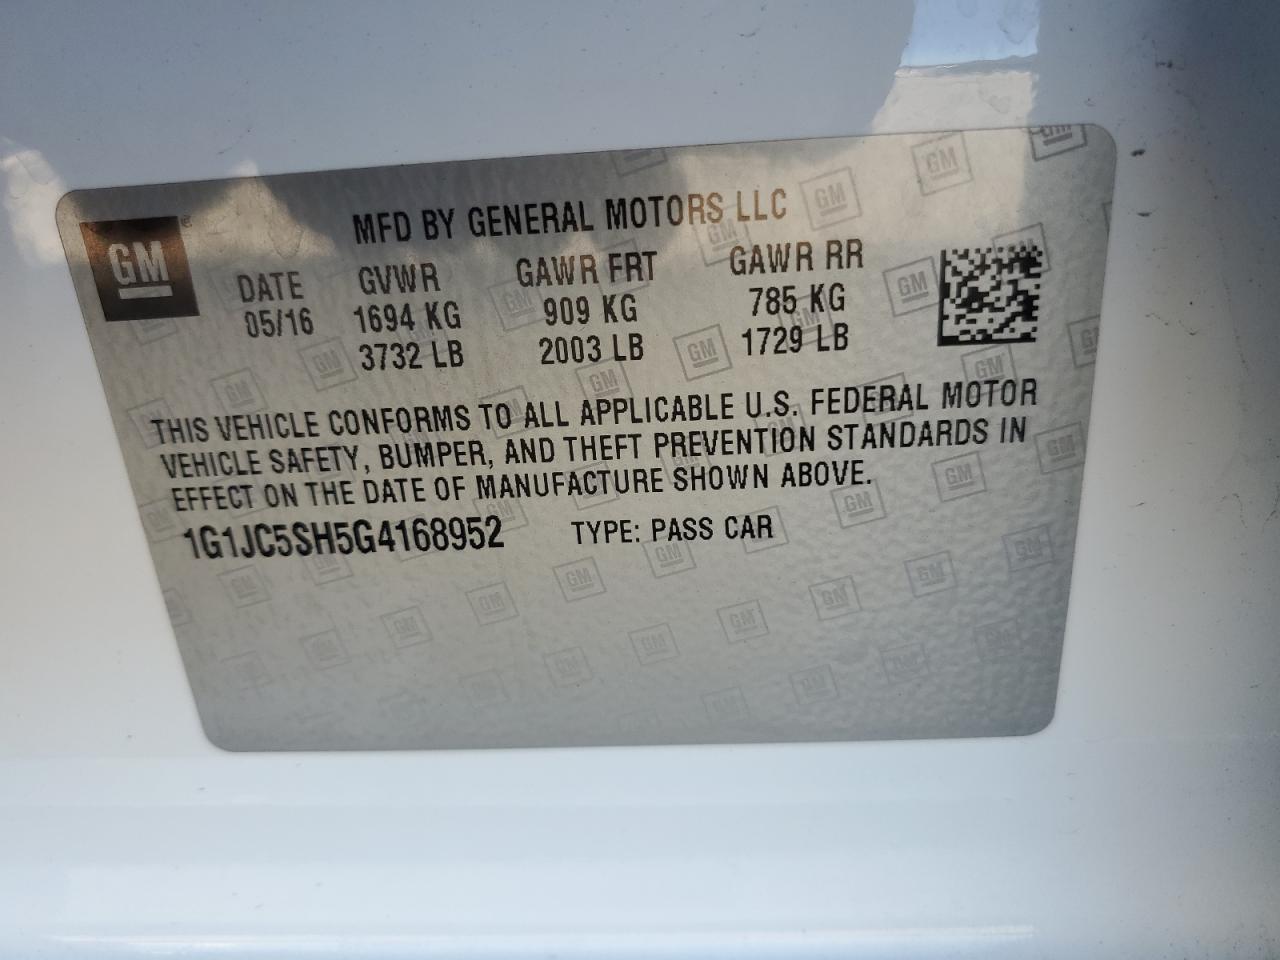 MFD BY GENERAL MOTORS LLC
GM ®
DATE GVWR GAWR FRT GAWR RR
05/16 1694 KG 909 KG 785 KG
3732 LB 2003 LB 1729 LB
THIS VEHICLE CONFORMS TO ALL APPLICABLE U.S. FEDERAL MOTOR
VEHICLE SAFETY, BUMPER, AND THEFT PREVENTION STANDARDS IN
EFFECT ON THE DATE OF MANUFACTURE SHOWN ABOVE.
1G1JC5SH5G4168952 TYPE: PASS CAR